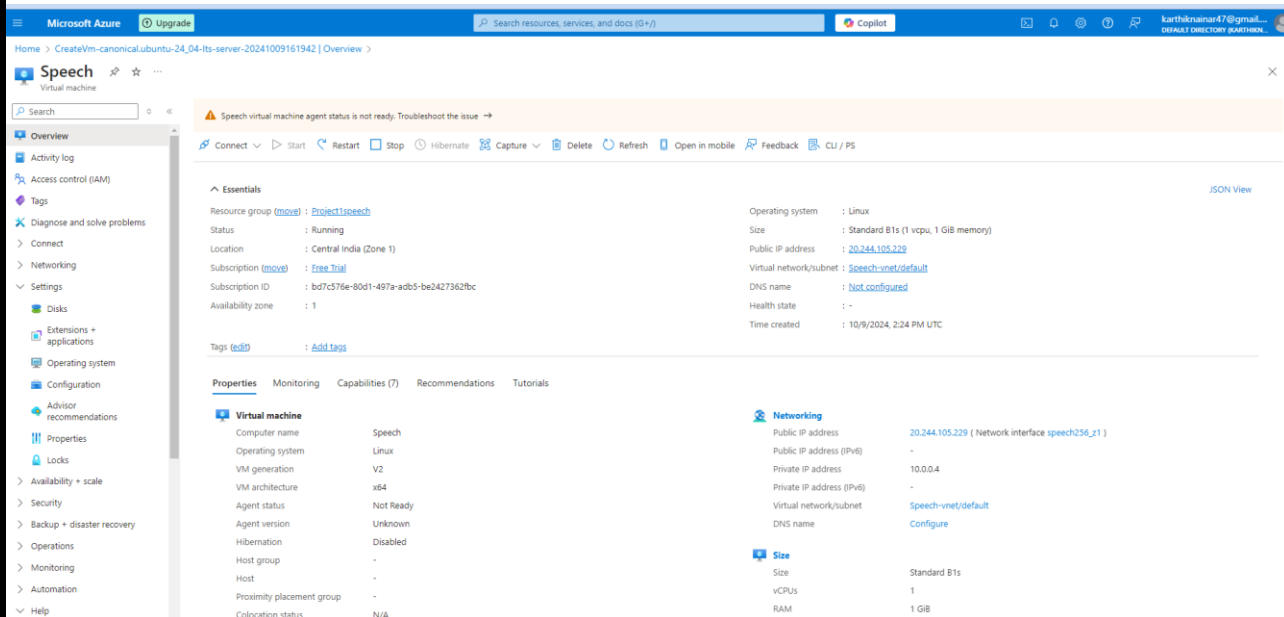 Microsoft Azure Upgrade Search resources, services, and docs (G+/) Copilot karthiknainar47@gmail....
DEFAULT DIRECTORY (KARTHIKN...
Home > CreateVm-canonical.ubuntu-24_04-lts-server-20241009161942 | Overview >
Speech
Virtual machine
Search
Overview
Activity log
Access control (IAM)
Tags
Diagnose and solve problems
Connect
Networking
Settings
Disks
Extensions +
applications
Operating system
Configuration
Advisor
recommendations
Properties
Locks
Availability + scale
Security
Backup + disaster recovery
Operations
Monitoring
Automation
Help
Speech virtual machine agent status is not ready. Troubleshoot the issue →
Connect Start Restart Stop Hibernate Capture Delete Refresh Open in mobile Feedback CLI / PS
Essentials JSON View
Resource group (move) : Project1speech
Status : Running
Location : Central India (Zone 1)
Subscription (move) : Free Trial
Subscription ID : bd7c576e-80d1-497a-adb5-be2427362fbc
Availability zone : 1
Operating system : Linux
Size : Standard B1s (1 vcpu, 1 GiB memory)
Public IP address : 20.244.105.229
Virtual network/subnet : Speech-vnet/default
DNS name : Not configured
Health state : -
Time created : 10/9/2024, 2:24 PM UTC
Tags (edit) : Add tags
Properties Monitoring Capabilities (7) Recommendations Tutorials
Virtual machine
Computer name Speech
Operating system Linux
VM generation V2
VM architecture x64
Agent status Not Ready
Agent version Unknown
Hibernation Disabled
Host group -
Host -
Proximity placement group -
Colocation status N/A
Networking
Public IP address 20.244.105.229 ( Network interface speech256_z1 )
Public IP address (IPv6) -
Private IP address 10.0.0.4
Private IP address (IPv6) -
Virtual network/subnet Speech-vnet/default
DNS name Configure
Size
Size Standard B1s
vCPUs 1
RAM 1 GiB